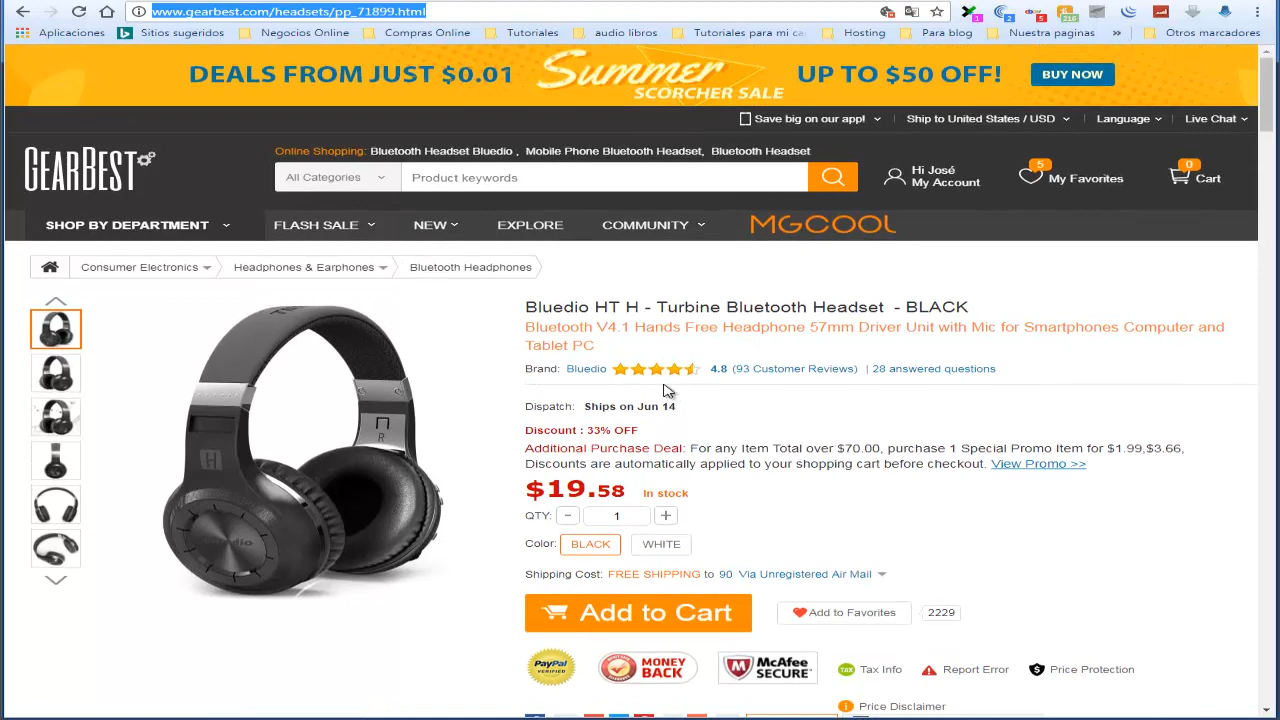 www.gearbest.com/headsets/pp_71899.html
1
2
5
216
Aplicaciones
Sitios sugeridos
Negocios Online
Compras Online
Tutoriales
audio libros
Tutoriales para mi ca
Hosting
Para blog
Nuestra paginas
»
Otros marcadores
DEALS FROM JUST $0.01
Summer
SCORCHER SALE
UP TO $50 OFF!
BUY NOW
Save big on our app!
Ship to United States / USD
Language
Live Chat
GEARBEST
Online Shopping: Bluetooth Headset Bluedio , Mobile Phone Bluetooth Headset, Bluetooth Headset
All Categories
Product keywords
Hi José
My Account
5
My Favorites
0
Cart
SHOP BY DEPARTMENT
FLASH SALE
NEW
EXPLORE
COMMUNITY
MGCOOL
Consumer Electronics
Headphones & Earphones
Bluetooth Headphones
Bluedio HT H - Turbine Bluetooth Headset - BLACK
Bluetooth V4.1 Hands Free Headphone 57mm Driver Unit with Mic for Smartphones Computer and
Tablet PC
Brand: Bluedio 4.8 (93 Customer Reviews) | 28 answered questions
Dispatch: Ships on Jun 14
Discount : 33% OFF
Additional Purchase Deal: For any Item Total over $70.00, purchase 1 Special Promo Item for $1.99,$3.66,
Discounts are automatically applied to your shopping cart before checkout. View Promo >>
$19.58 In stock
QTY: - 1 +
Color: BLACK WHITE
Shipping Cost: FREE SHIPPING to 90 Via Unregistered Air Mail
Add to Cart
Add to Favorites
2229
R
Bluedio
PayPal
VERIFIED
MONEY
BACK
McAfee
SECURE
TAX
Tax Info
Report Error
$
Price Protection
Price Disclaimer